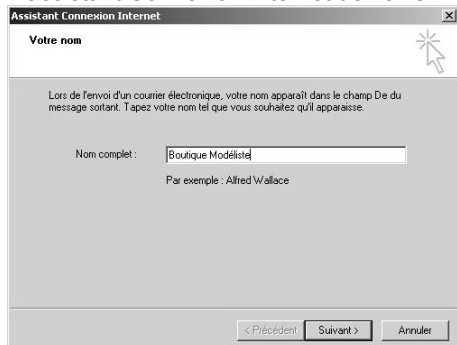 Assistant Connexion Internet
Votre nom
Lors de l'envoi d'un courrier électronique, votre nom apparaît dans le champ De du
message sortant. Tapez votre nom tel que vous souhaitez qu'il apparaisse.
Nom complet : Boutique Modéliste
Par exemple : Alfred Wallace
< Précédent Suivant > Annuler